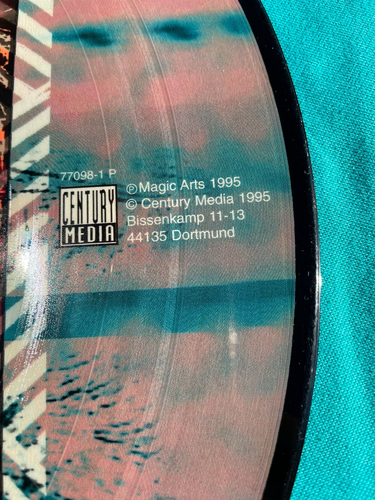 77098-1 P
CENTURY
MEDIA
℗Magic Arts 1995
© Century Media 1995
Bissenkamp 11-13
44135 Dortmund